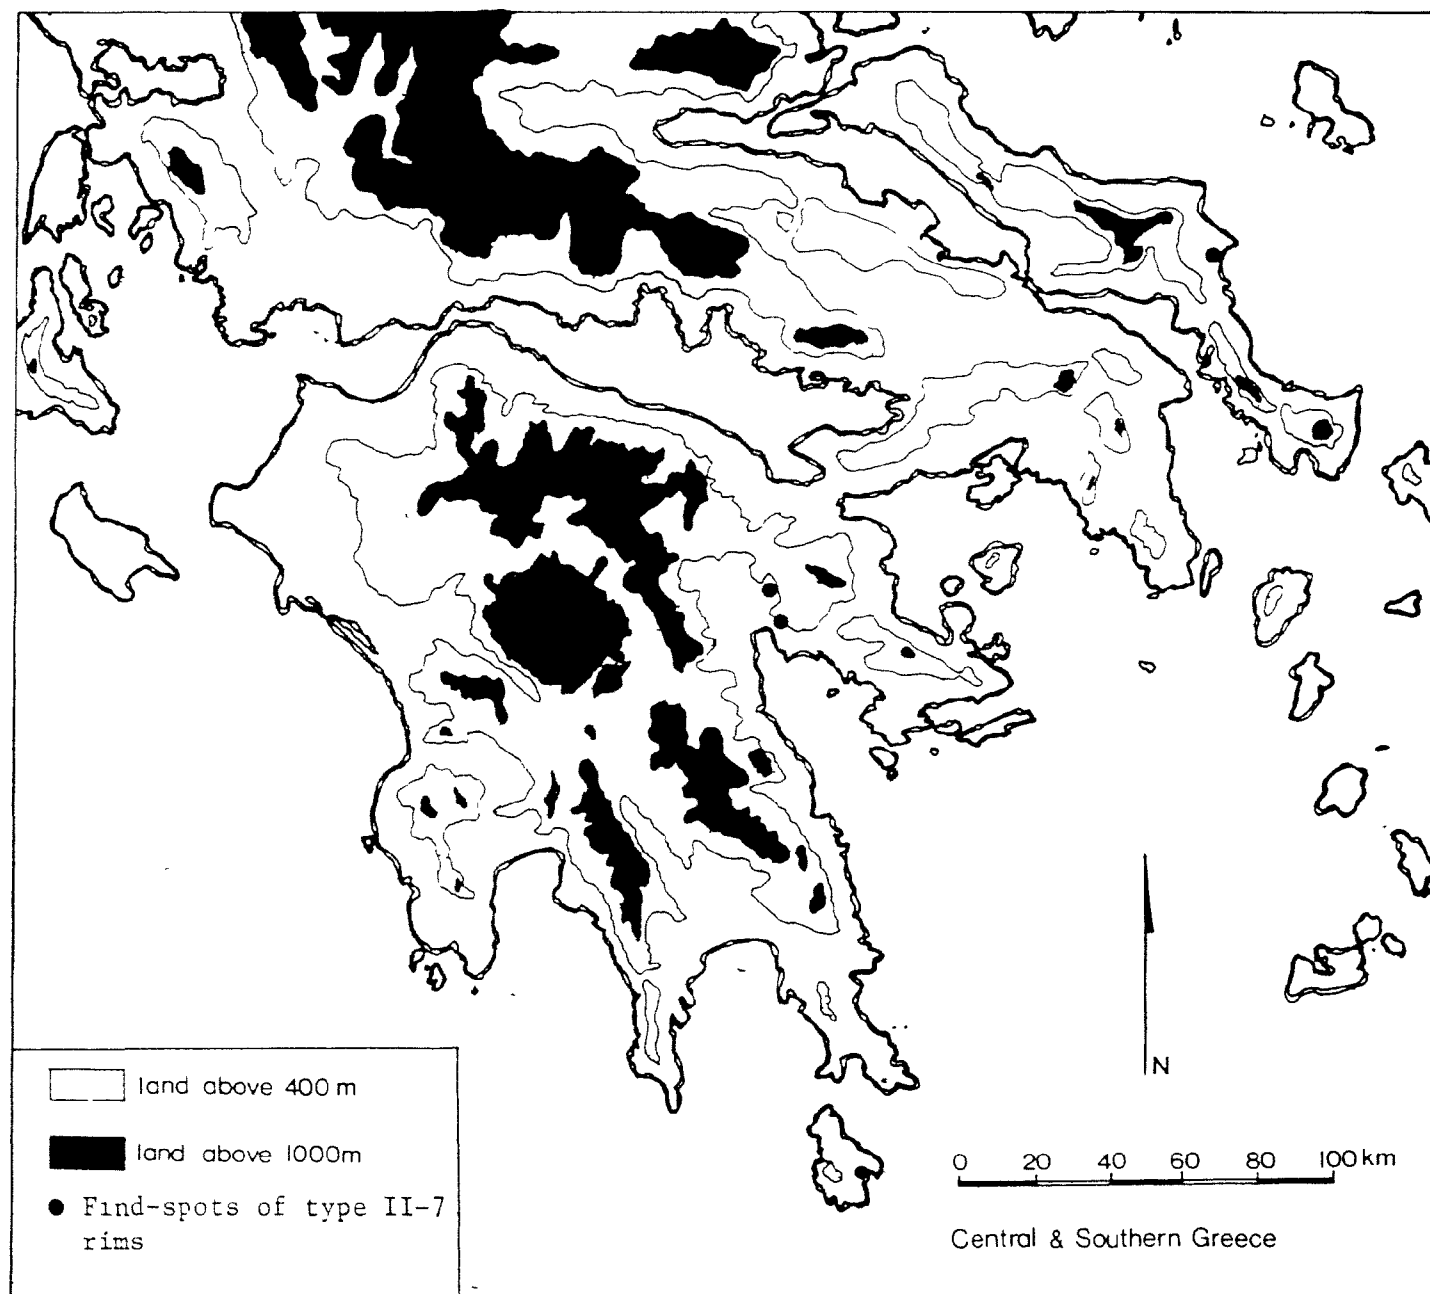 land above 400 m
land above 1000m
Find-spots of type II-7
rims
N
0 20 40 60 80 100 km
Central & Southern Greece